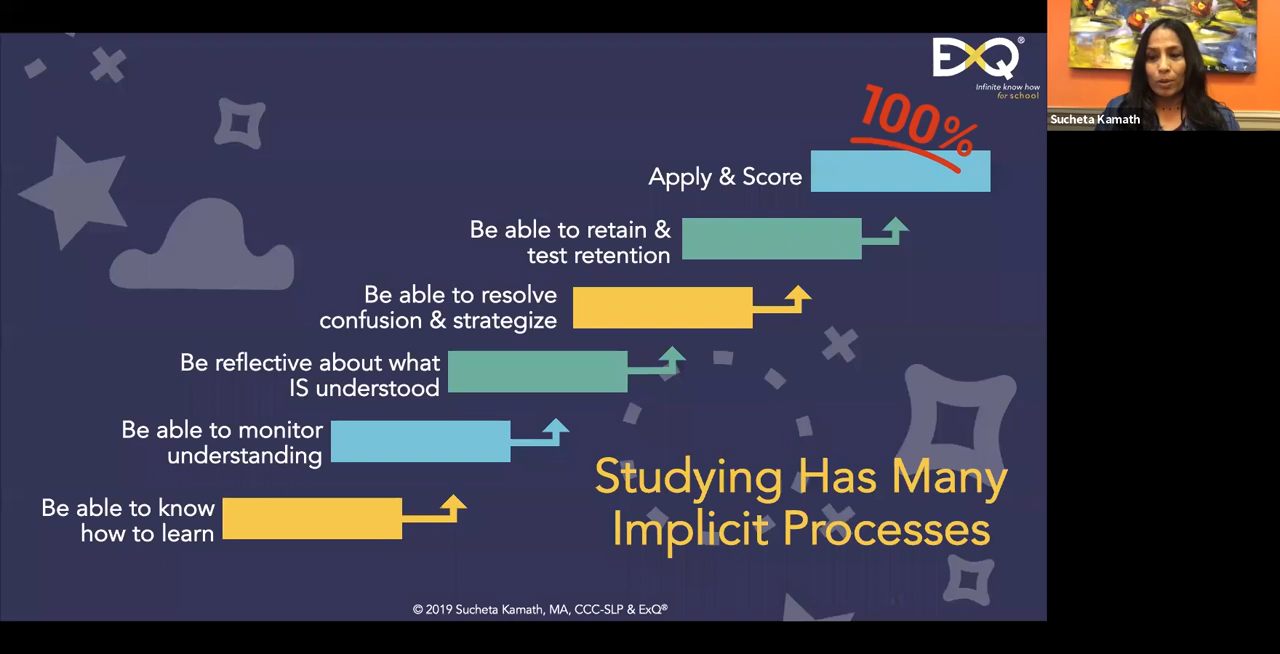 EXQ®
Infinite know how
for school
Sucheta Kamath
100%
Apply & Score
Be able to retain &
test retention
Be able to resolve
confusion & strategize
Be reflective about what
IS understood
Be able to monitor
understanding
Be able to know
how to learn
Studying Has Many
Implicit Processes
© 2019 Sucheta Kamath, MA, CCC-SLP & ExQ®